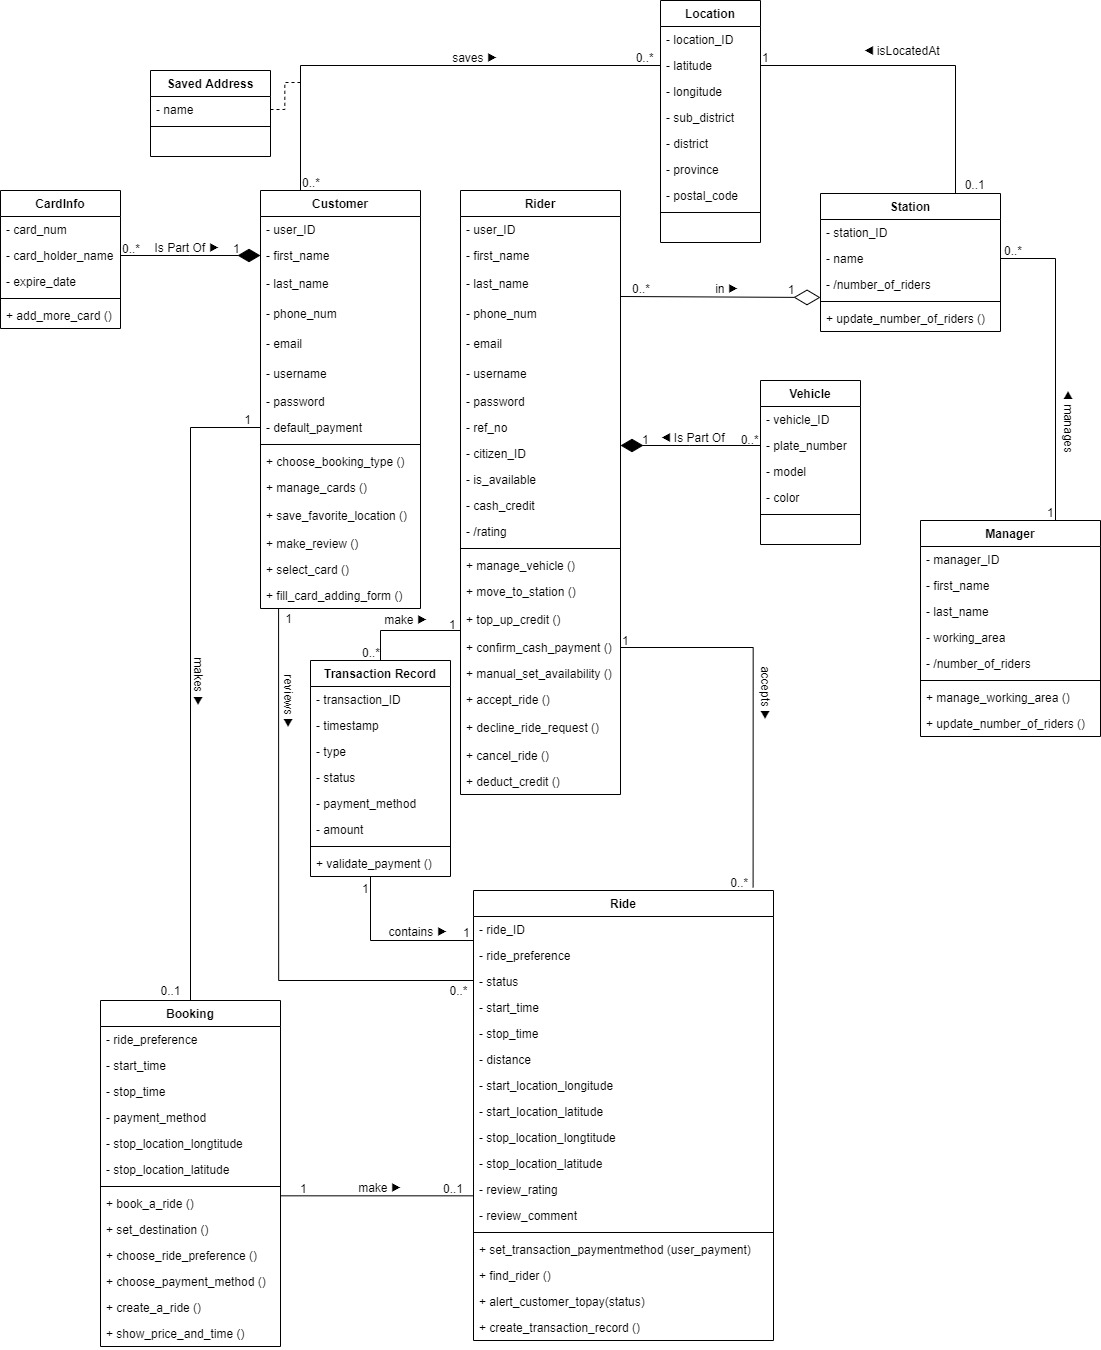 Location
- location_ID
- latitude
- longitude
- sub_district
- district
- province
- postal_code
saves ►
0..*
1
◄ isLocatedAt
Saved Address
- name
0..*
0..1
CardInfo
- card_num
- card_holder_name
- expire_date
+ add_more_card ()
0..*
Is Part Of ►
1
Customer
- user_ID
- first_name
- last_name
- phone_num
- email
- username
- password
- default_payment
+ choose_booking_type ()
+ manage_cards ()
+ save_favorite_location ()
+ make_review ()
+ select_card ()
+ fill_card_adding_form ()
Rider
- user_ID
- first_name
- last_name
- phone_num
- email
- username
- password
- ref_no
- citizen_ID
- is_available
- cash_credit
- /rating
+ manage_vehicle ()
+ move_to_station ()
+ top_up_credit ()
+ confirm_cash_payment ()
+ manual_set_availability ()
+ accept_ride ()
+ decline_ride_request ()
+ cancel_ride ()
+ deduct_credit ()
Station
- station_ID
- name
- /number_of_riders
+ update_number_of_riders ()
0..*
0..*
in ►
1
Vehicle
- vehicle_ID
- plate_number
- model
- color
1
◄ Is Part Of
0..*
manages ►
1
Manager
- manager_ID
- first_name
- last_name
- working_area
- /number_of_riders
+ manage_working_area ()
+ update_number_of_riders ()
1
makes ►
1
reviews ►
make ►
1
0..*
Transaction Record
- transaction_ID
- timestamp
- type
- status
- payment_method
- amount
+ validate_payment ()
1
accepts ►
0..*
1
contains ►
1
0..*
0..1
Ride
- ride_ID
- ride_preference
- status
- start_time
- stop_time
- distance
- start_location_longitude
- start_location_latitude
- stop_location_longtitude
- stop_location_latitude
- review_rating
- review_comment
+ set_transaction_paymentmethod (user_payment)
+ find_rider ()
+ alert_customer_topay(status)
+ create_transaction_record ()
Booking
- ride_preference
- start_time
- stop_time
- payment_method
- stop_location_longtitude
- stop_location_latitude
+ book_a_ride ()
+ set_destination ()
+ choose_ride_preference ()
+ choose_payment_method ()
+ create_a_ride ()
+ show_price_and_time ()
1
make ►
0..1